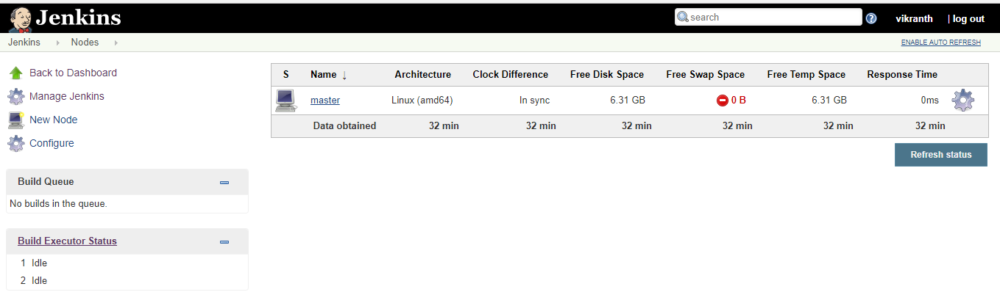 Jenkins
search
vikranth | log out
Jenkins Nodes
ENABLE AUTO REFRESH
Back to Dashboard
Manage Jenkins
New Node
Configure
Build Queue
No builds in the queue.
Build Executor Status
1 Idle
2 Idle
S Name ↓ Architecture Clock Difference Free Disk Space Free Swap Space Free Temp Space Response Time
master Linux (amd64) In sync 6.31 GB 0 B 6.31 GB 0ms
Data obtained 32 min 32 min 32 min 32 min 32 min 32 min
Refresh status